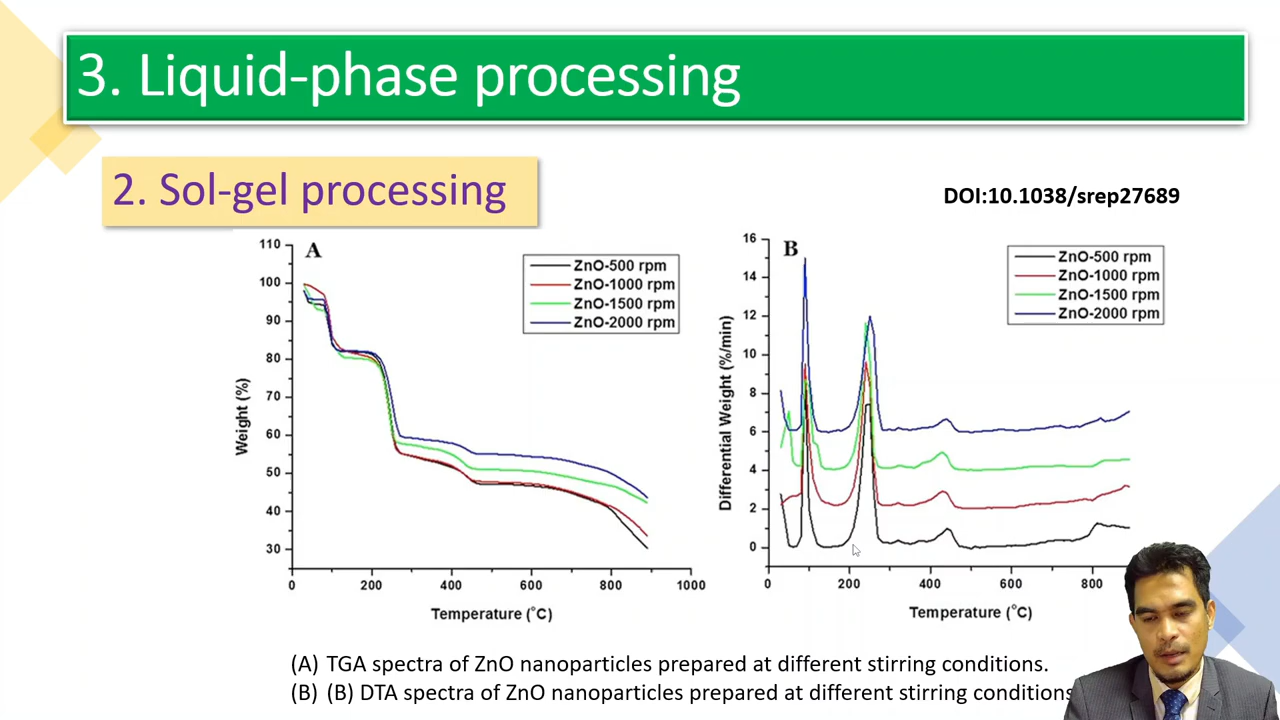 3. Liquid-phase processing
2. Sol-gel processing
DOI:10.1038/srep27689
A
110
100
90
80
70
60
50
40
30
Weight (%)
0 200 400 600 800 1000
Temperature (°C)
ZnO-500 rpm
ZnO-1000 rpm
ZnO-1500 rpm
ZnO-2000 rpm
B
16
14
12
10
8
6
4
2
0
Differential Weight (%/min)
0 200 400 600 800
Temperature (°C)
ZnO-500 rpm
ZnO-1000 rpm
ZnO-1500 rpm
ZnO-2000 rpm
(A) TGA spectra of ZnO nanoparticles prepared at different stirring conditions.
(B) (B) DTA spectra of ZnO nanoparticles prepared at different stirring conditions